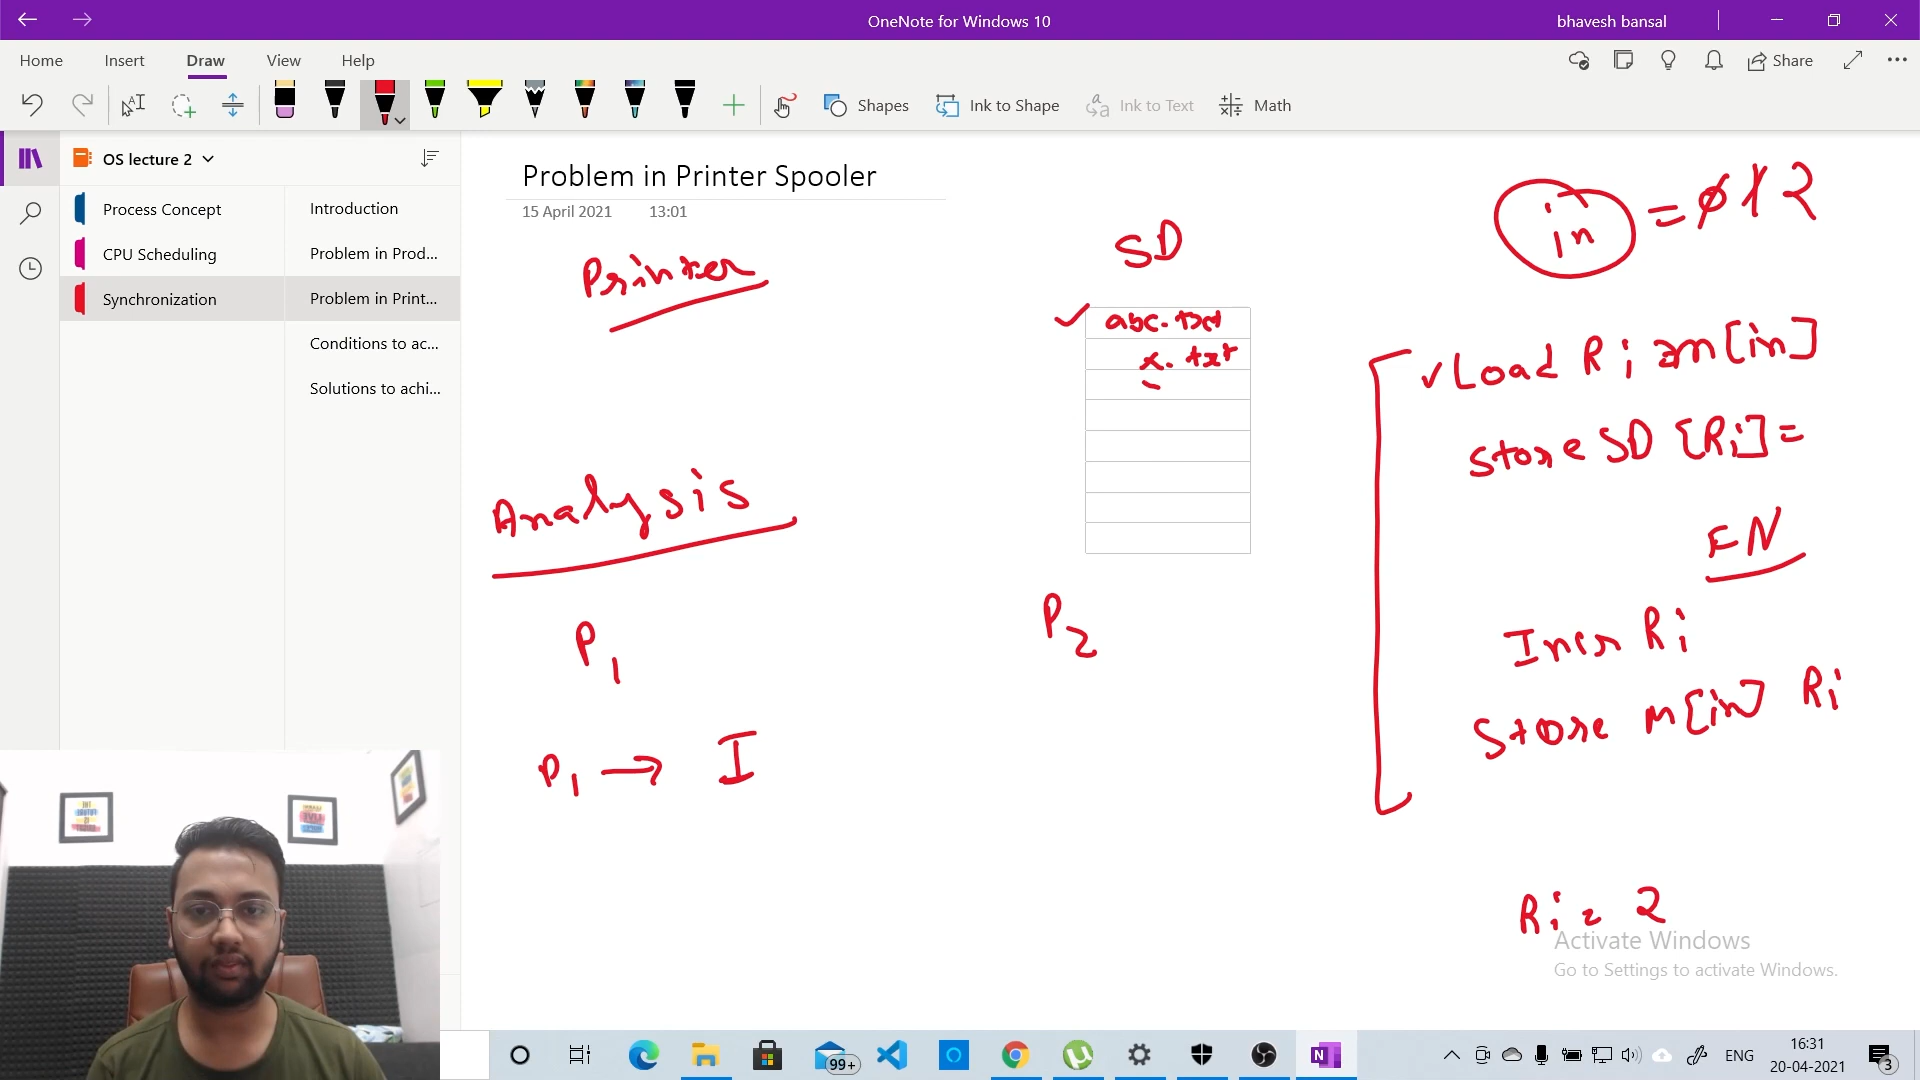 OneNote for Windows 10
bhavesh bansal
Home Insert Draw View Help
Share
Shapes Ink to Shape Ink to Text Math
OS lecture 2
Process Concept
CPU Scheduling
Synchronization
Introduction
Problem in Prod...
Problem in Print...
Conditions to ac...
Solutions to achi...
Problem in Printer Spooler
15 April 2021 13:01
Printer
SD
in = 0 1 2
abc.txt
x.txt
Load Ri m[in]
Store SD [Ri] =
FN
Incr Ri
Store m[in] Ri
Analysis
P1
P2
P1 → I
Ri = 2
Activate Windows
Go to Settings to activate Windows.
99+
ENG
16:31
20-04-2021
3